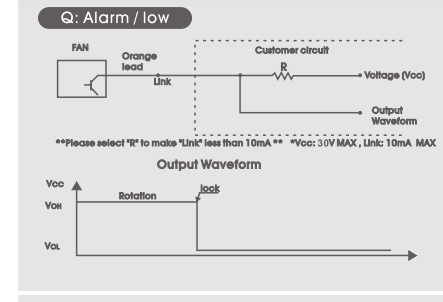 Q: Alarm / low
FAN
Orange
lead
Link
Customer circuit
R
Voltage (Vcc)
Output
Waveform
**Please select "R" to make "Link" less than 10mA ** *Vcc: 30V MAX , Link: 10mA MAX
Output Waveform
Vcc
VOH
Rotation
lock
VOL